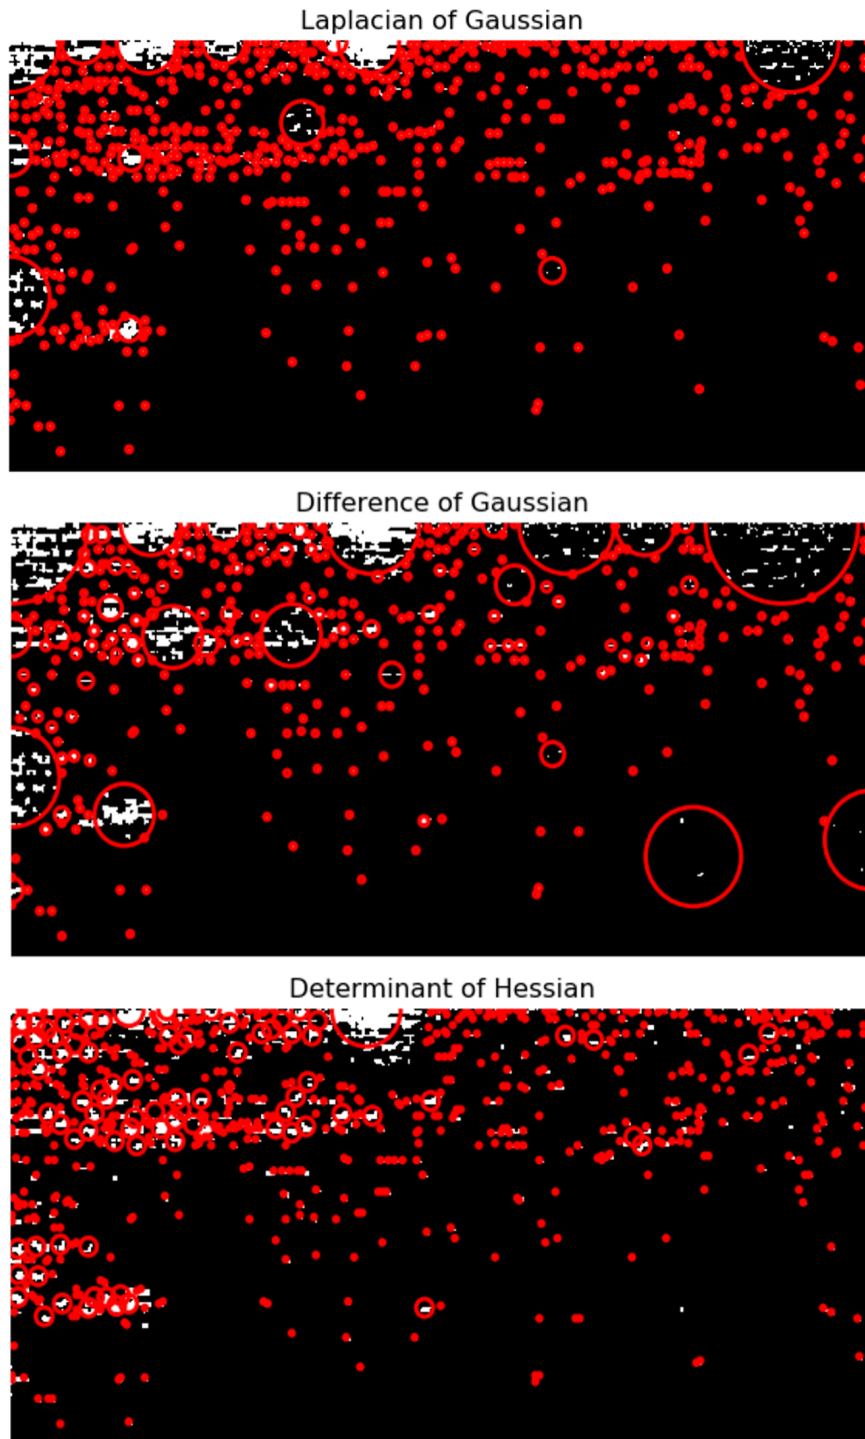 Laplacian of Gaussian
Difference of Gaussian
Determinant of Hessian